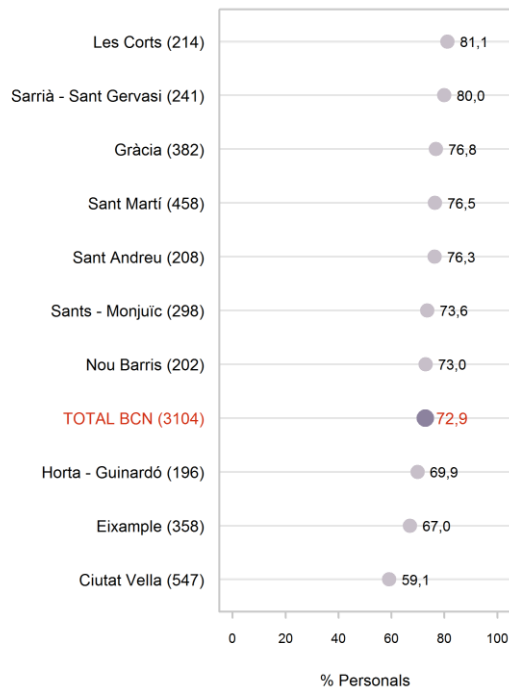 Les Corts (214) 81,1
Sarrià - Sant Gervasi (241) 80,0
Gràcia (382) 76,8
Sant Martí (458) 76,5
Sant Andreu (208) 76,3
Sants - Monjuïc (298) 73,6
Nou Barris (202) 73,0
TOTAL BCN (3104) 72,9
Horta - Guinardó (196) 69,9
Eixample (358) 67,0
Ciutat Vella (547) 59,1
0 20 40 60 80 100
% Personals